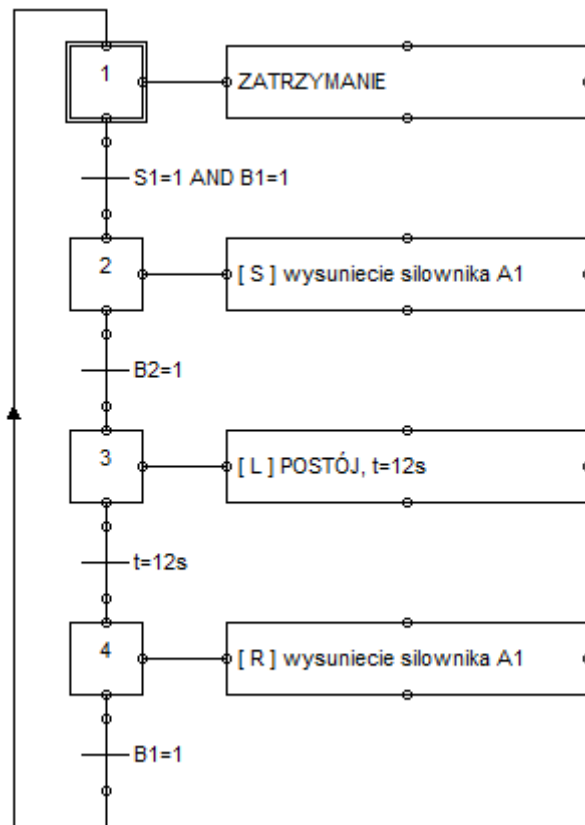 1
ZATRZYMANIE
S1=1 AND B1=1
2
[ S ] wysuniecie silownika A1
B2=1
3
[ L ] POSTÓJ, t=12s
t=12s
4
[ R ] wysuniecie silownika A1
B1=1